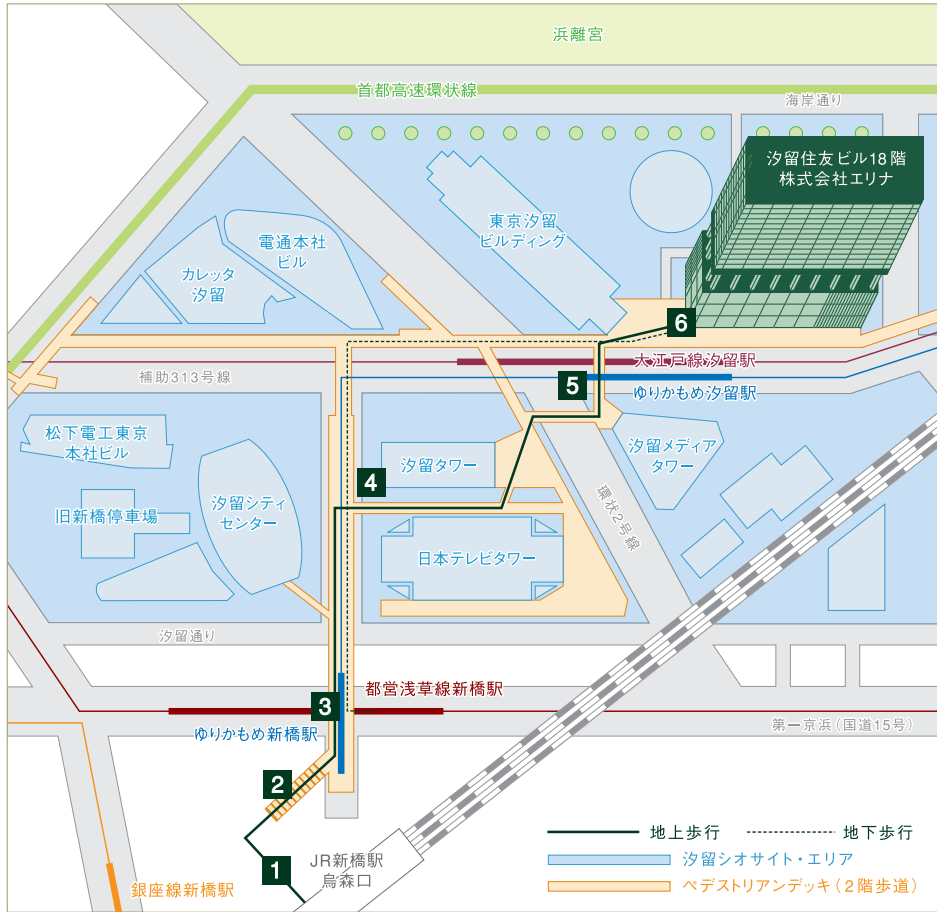 浜離宮
首都高速環状線
海岸通り
汐留住友ビル18階
株式会社エリナ
東京汐留
ビルディング
電通本社
ビル
カレッタ
汐留
6
大江戸線汐留駅
補助313号線
5
ゆりかもめ汐留駅
松下電工東京
本社ビル
汐留タワー
汐留メディア
タワー
4
汐留シティ
センター
旧新橋停車場
環状2号線
日本テレビタワー
汐留通り
都営浅草線新橋駅
3
ゆりかもめ新橋駅
第一京浜（国道15号）
2
1
JR新橋駅
烏森口
銀座線新橋駅
地上歩行
地下歩行
汐留シオサイト・エリア
ペデストリアンデッキ（2階歩道）